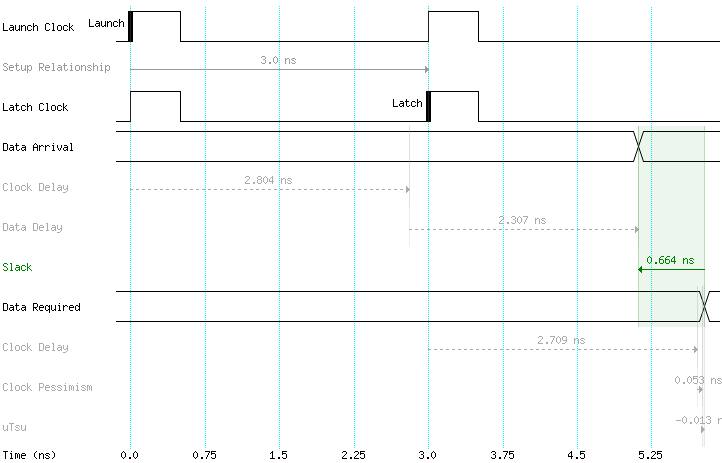 Launch Clock Launch
Setup Relationship 3.0 ns
Latch Clock Latch
Data Arrival
Clock Delay 2.804 ns
Data Delay 2.307 ns
Slack 0.664 ns
Data Required
Clock Delay 2.709 ns
Clock Pessimism 0.053 ns
uTsu -0.013 r
Time (ns) 0.0 0.75 1.5 2.25 3.0 3.75 4.5 5.25